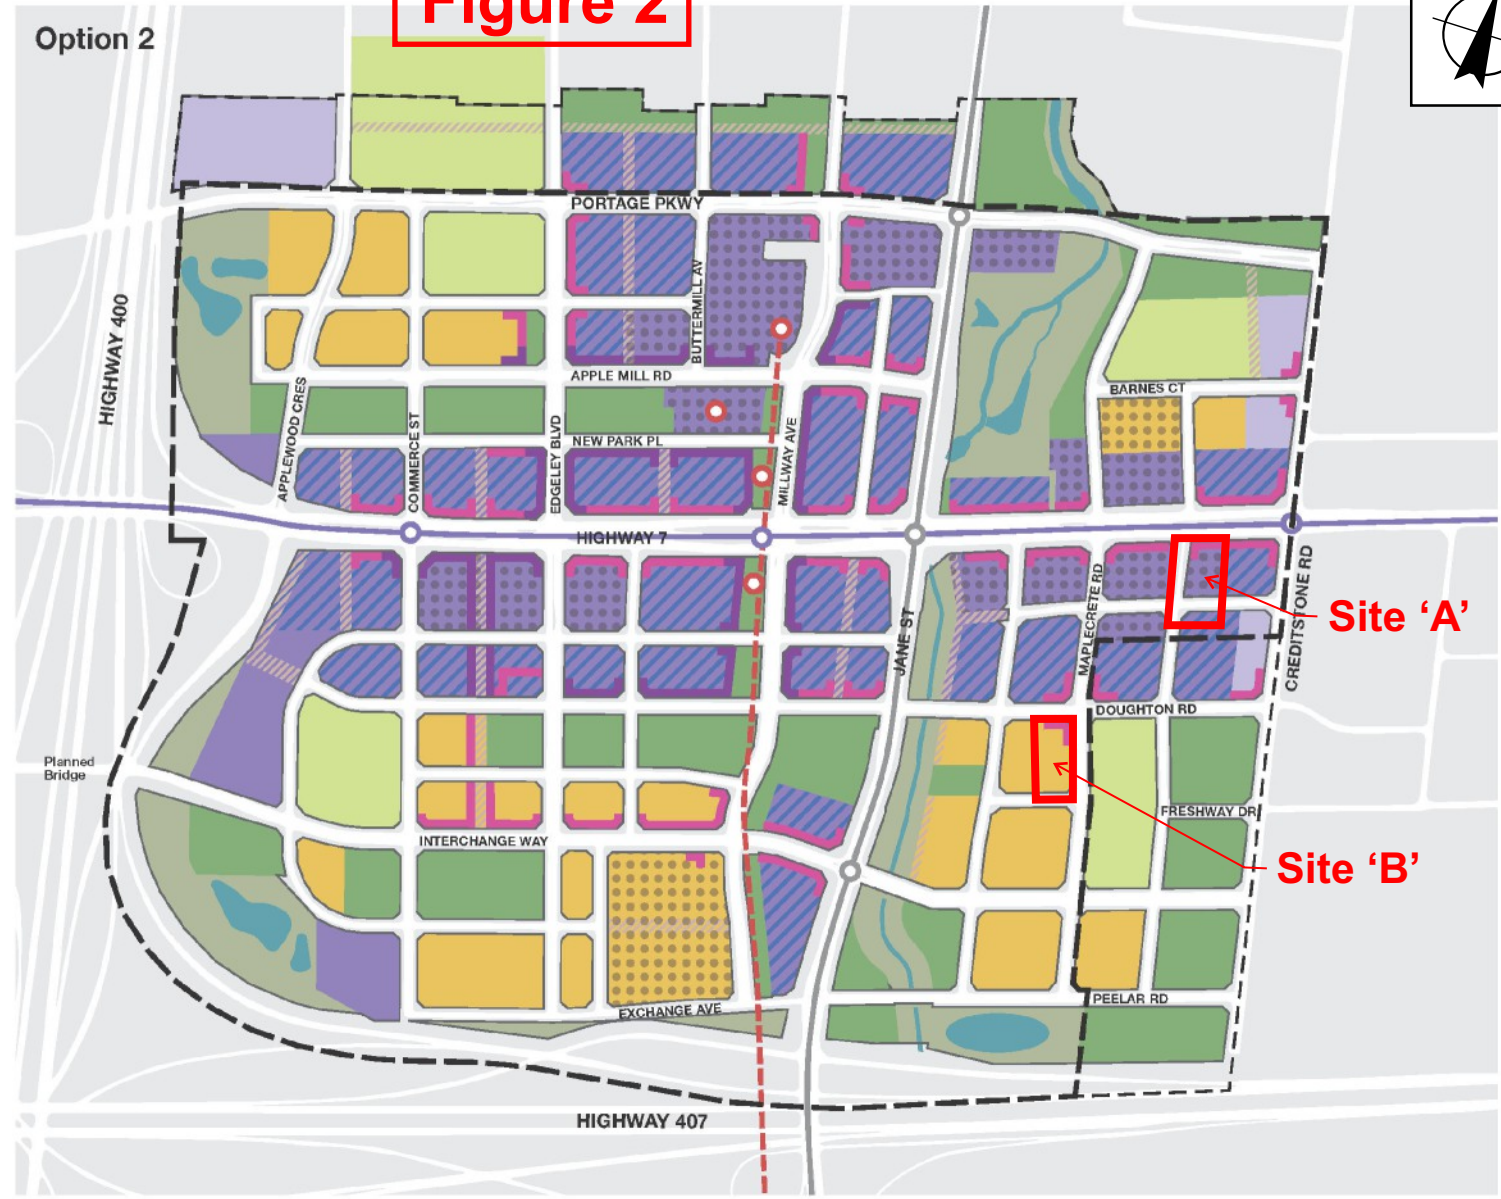 Figure 2
Option 2
PORTAGE PKWY
HIGHWAY 400
BUTTERMILL AV
APPLE MILL RD
BARNES CT
APPLEWOOD CRES
COMMERCE ST
EDGELEY BLVD
NEW PARK PL
MILLWAY AVE
HIGHWAY 7
JANE ST
MAPLECRETE RD
CREDITSTONE RD
Site ‘A’
DOUGHTON RD
Planned
Bridge
FRESHWAY DR
INTERCHANGE WAY
Site ‘B’
PEELAR RD
EXCHANGE AVE
HIGHWAY 407